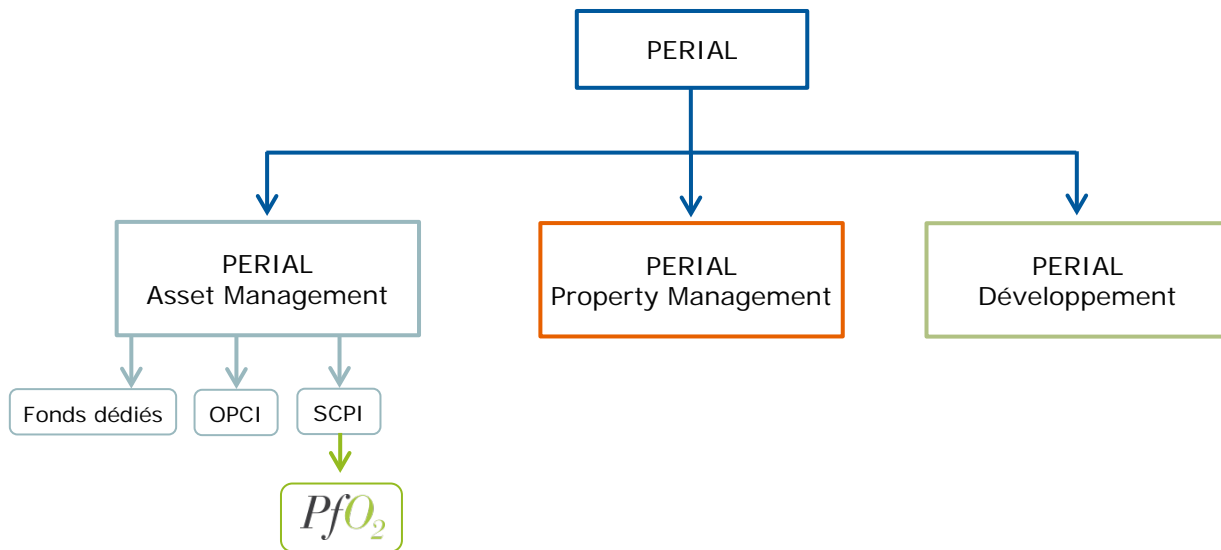 PERIAL
PERIAL
Asset Management
PERIAL
Property Management
PERIAL
Développement
Fonds dédiés
OPCI
SCPI
PfO₂